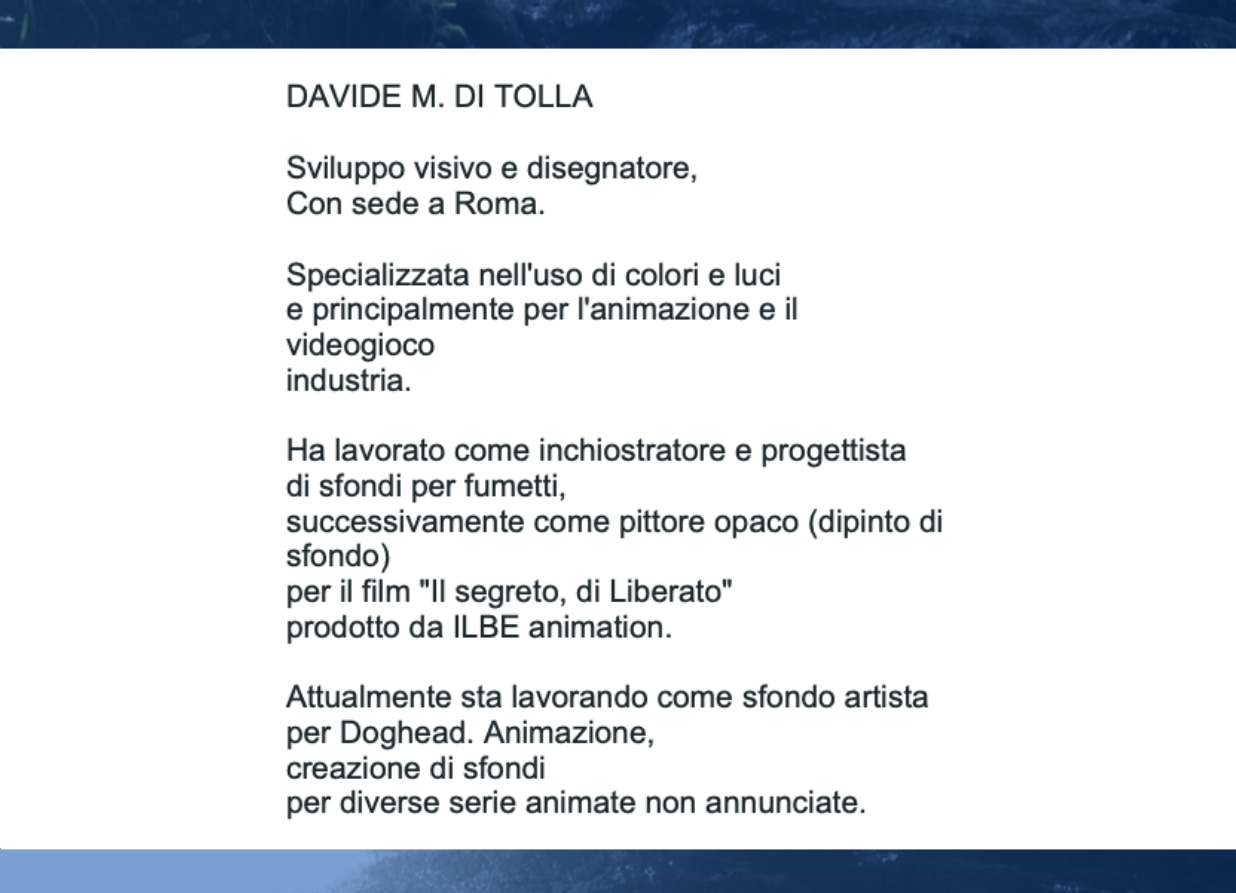 DAVIDE M. DI TOLLA
Sviluppo visivo e disegnatore,
Con sede a Roma.
Specializzata nell'uso di colori e luci
e principalmente per l'animazione e il
videogioco
industria.
Ha lavorato come inchiostratore e progettista
di sfondi per fumetti,
successivamente come pittore opaco (dipinto di
sfondo)
per il film "Il segreto, di Liberato"
prodotto da ILBE animation.
Attualmente sta lavorando come sfondo artista
per Doghead. Animazione,
creazione di sfondi
per diverse serie animate non annunciate.